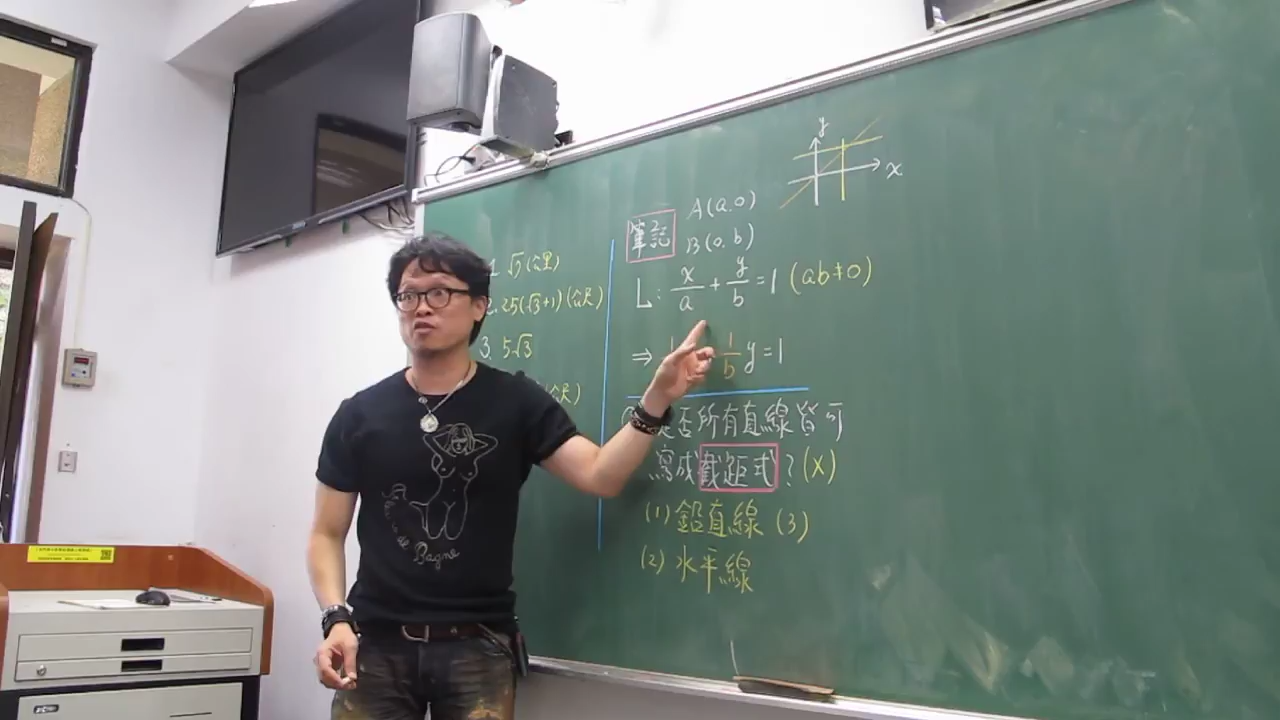 1. √5 (公里)
2. 25(√3+1) (公尺)
3. 5√3
公尺)
筆記
A(a.0)
B(0.b)
L: x/a + y/b = 1 (ab≠0)
⇒ 1/b y = 1
是否所有直線皆可
寫成截距式? (x)
(1) 鉛直線 (3)
(2) 水平線
y
x
de Bagne